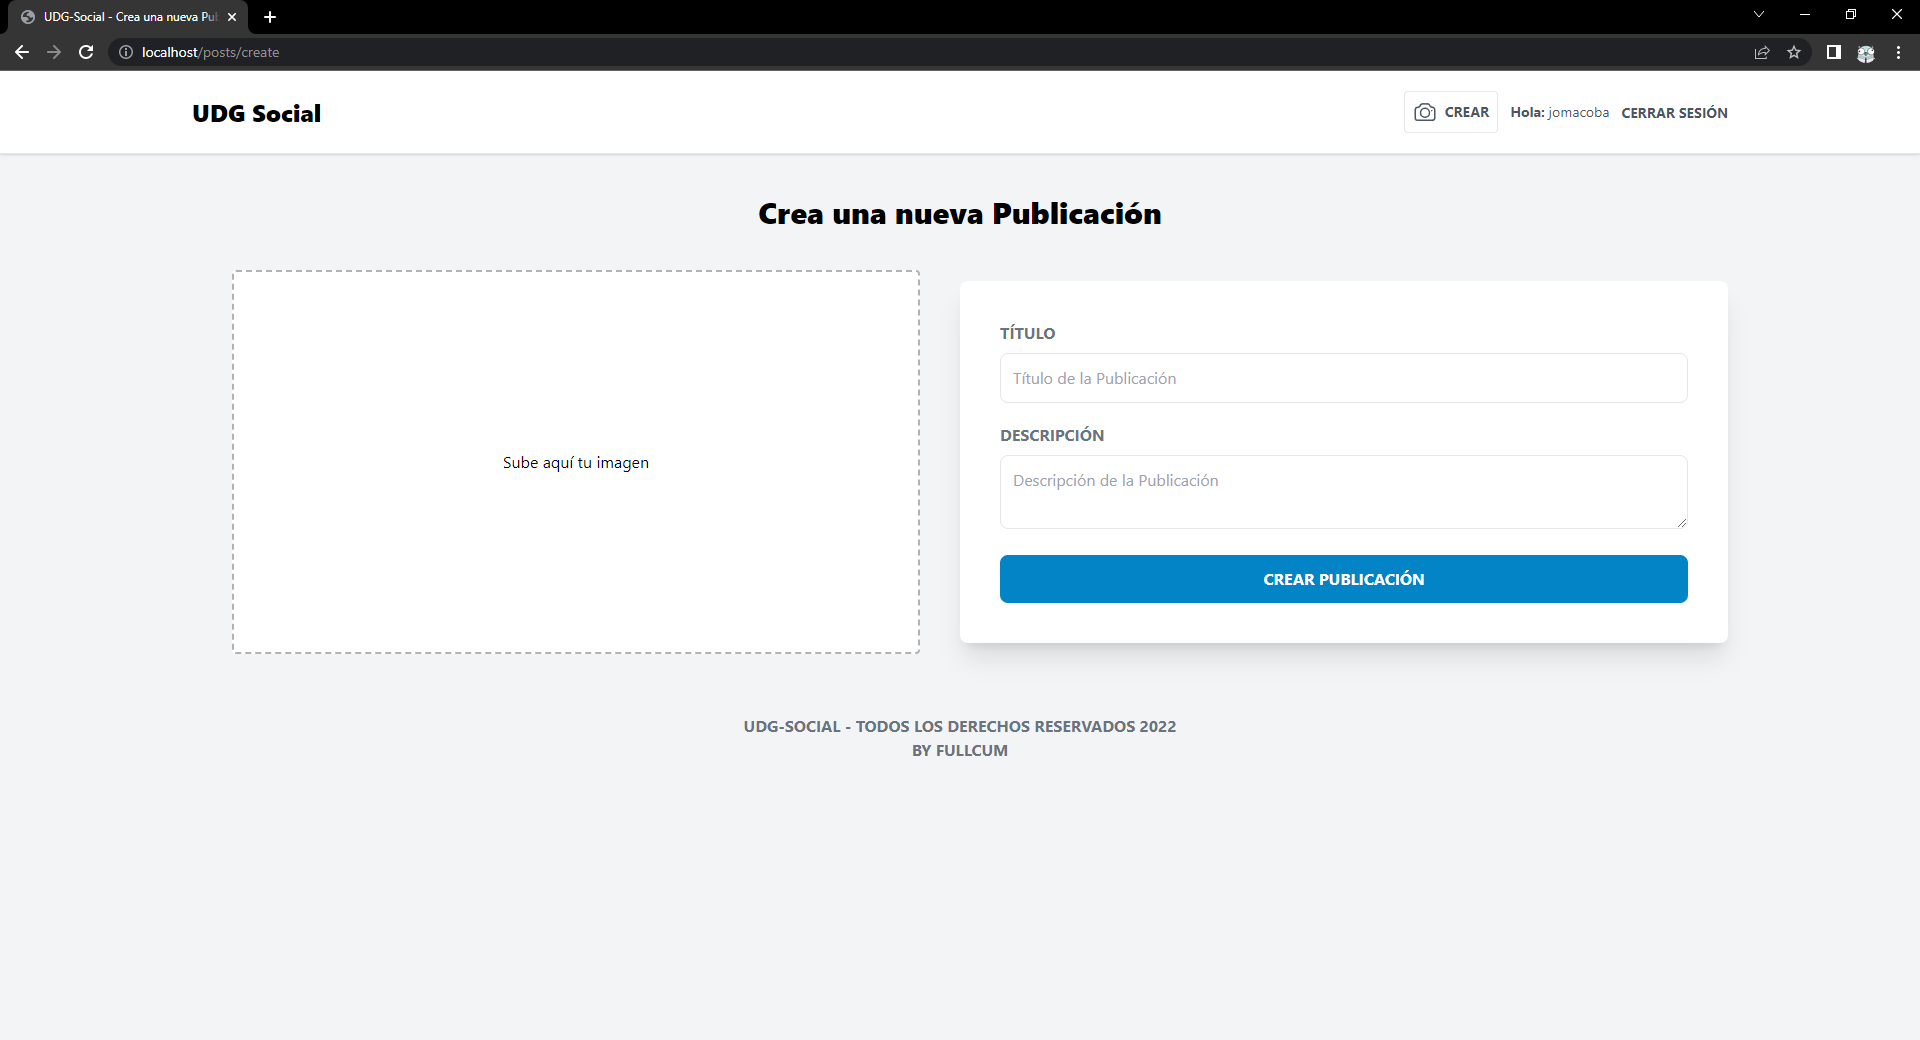 UDG-Social - Crea una nueva Pu
localhost/posts/create
UDG Social
CREAR
Hola: jomacoba
CERRAR SESIÓN
Crea una nueva Publicación
Sube aquí tu imagen
TÍTULO
Título de la Publicación
DESCRIPCIÓN
Descripción de la Publicación
CREAR PUBLICACIÓN
UDG-SOCIAL - TODOS LOS DERECHOS RESERVADOS 2022
BY FULLCUM